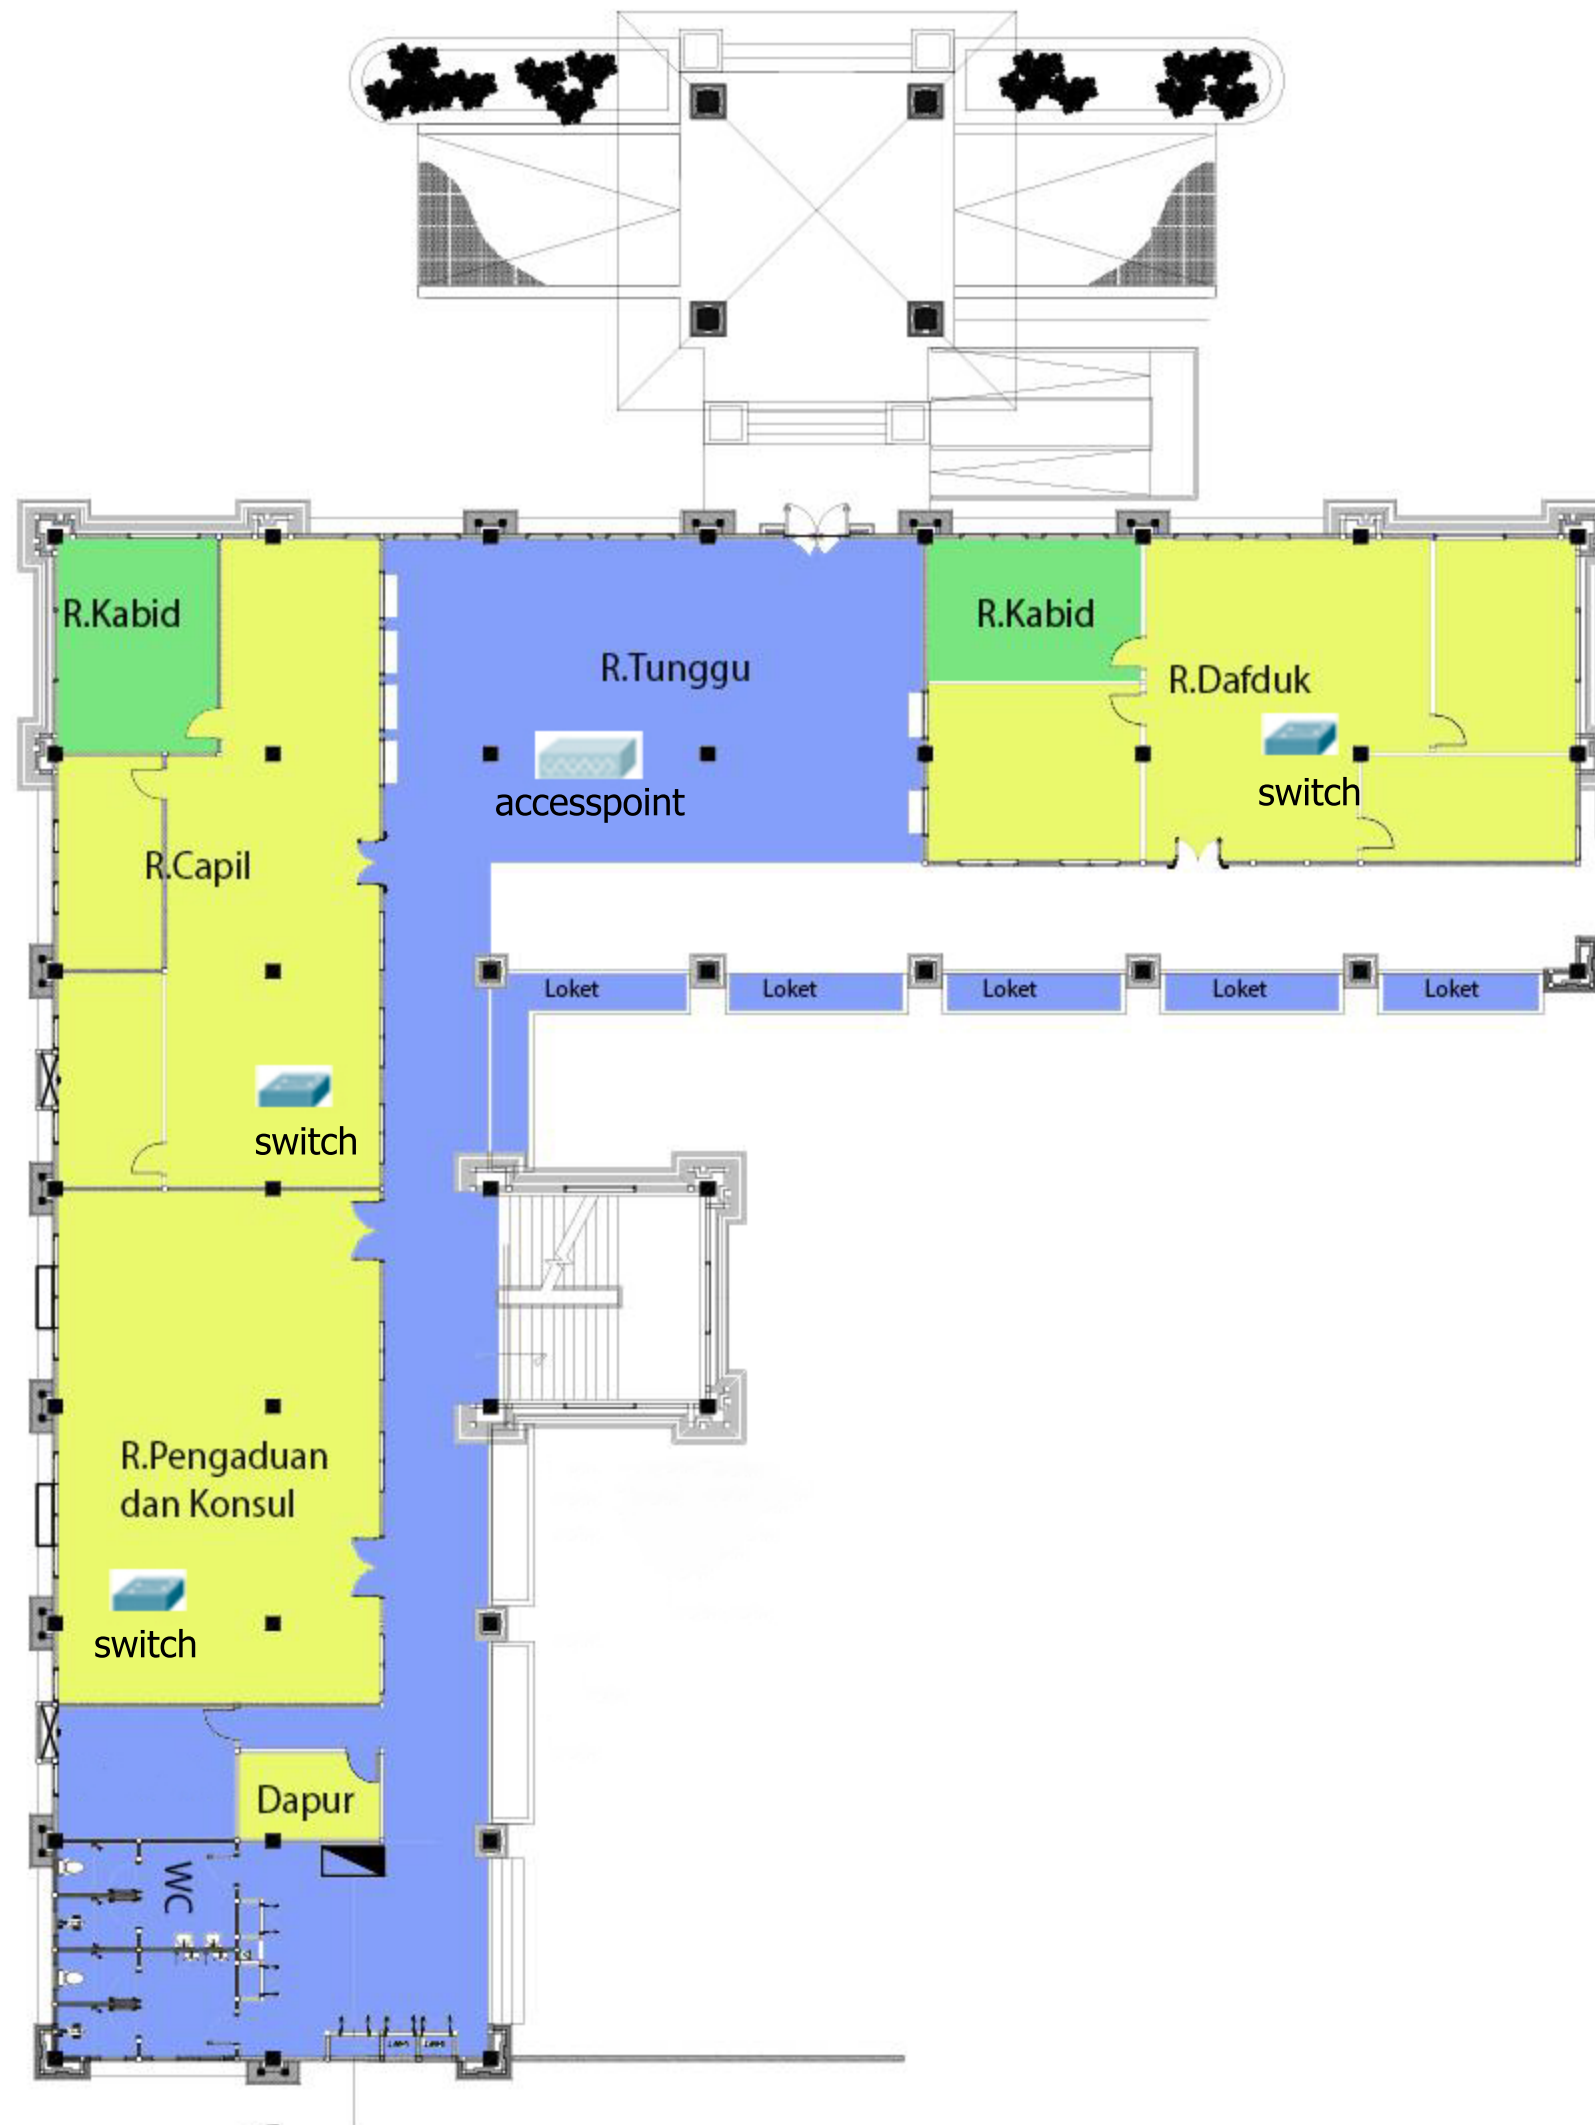 R.Kabid
R.Tunggu
R.Kabid
R.Dafduk
accesspoint
switch
R.Capil
Loket
Loket
Loket
Loket
Loket
switch
R.Pengaduan
dan Konsul
switch
Dapur
WC